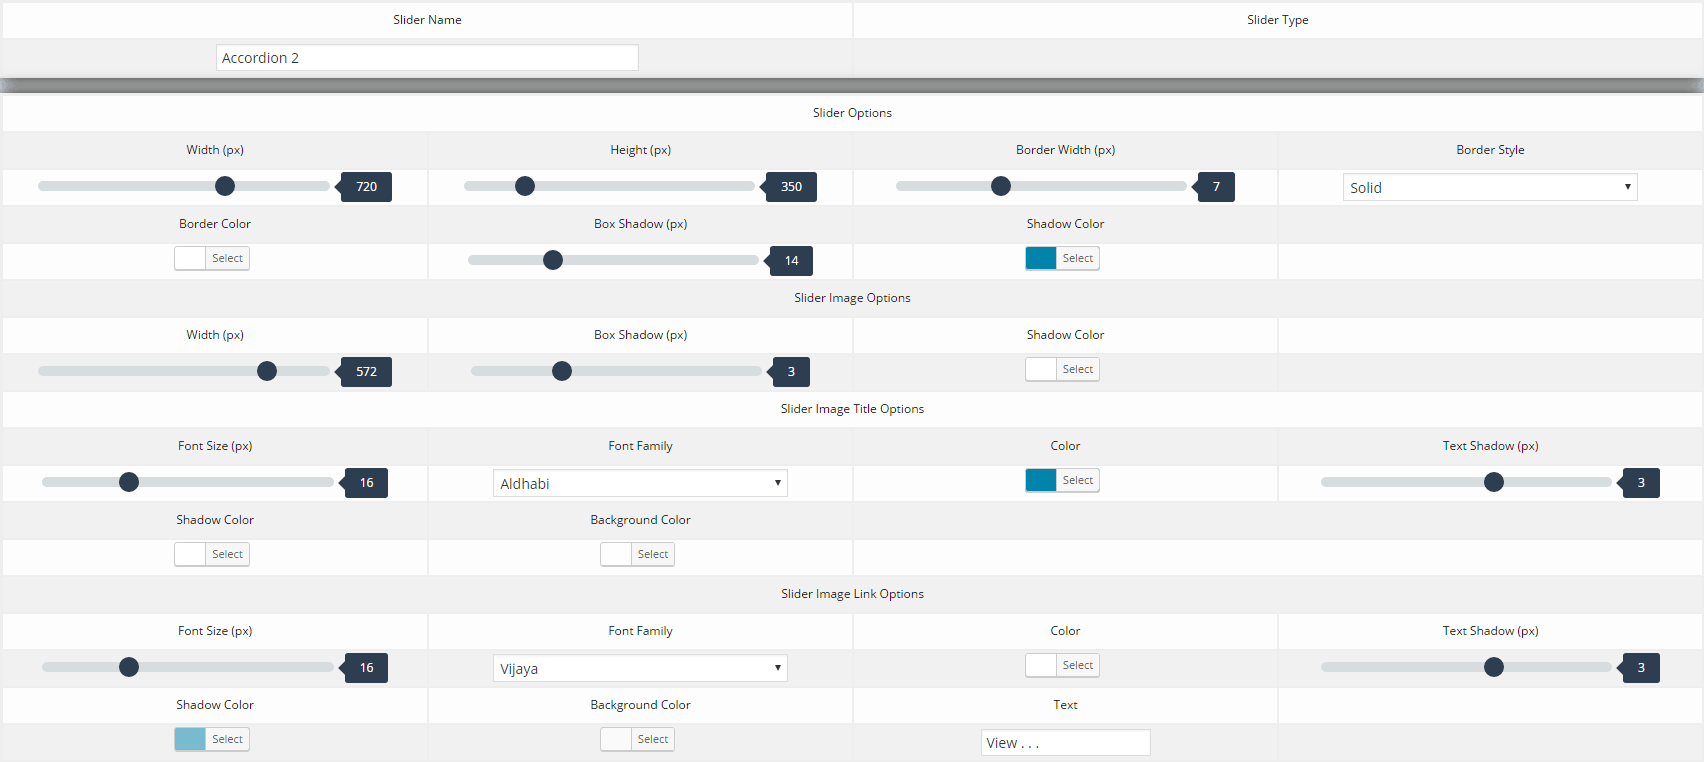 Slider Name Slider Type
Accordion 2
Slider Options
Width (px) Height (px) Border Width (px) Border Style
720 350 7 Solid
Border Color Box Shadow (px) Shadow Color
Select 14 Select
Slider Image Options
Width (px) Box Shadow (px) Shadow Color
572 3 Select
Slider Image Title Options
Font Size (px) Font Family Color Text Shadow (px)
16 Aldhabi Select 3
Shadow Color Background Color
Select Select
Slider Image Link Options
Font Size (px) Font Family Color Text Shadow (px)
16 Vijaya Select 3
Shadow Color Background Color Text
Select Select View . . .